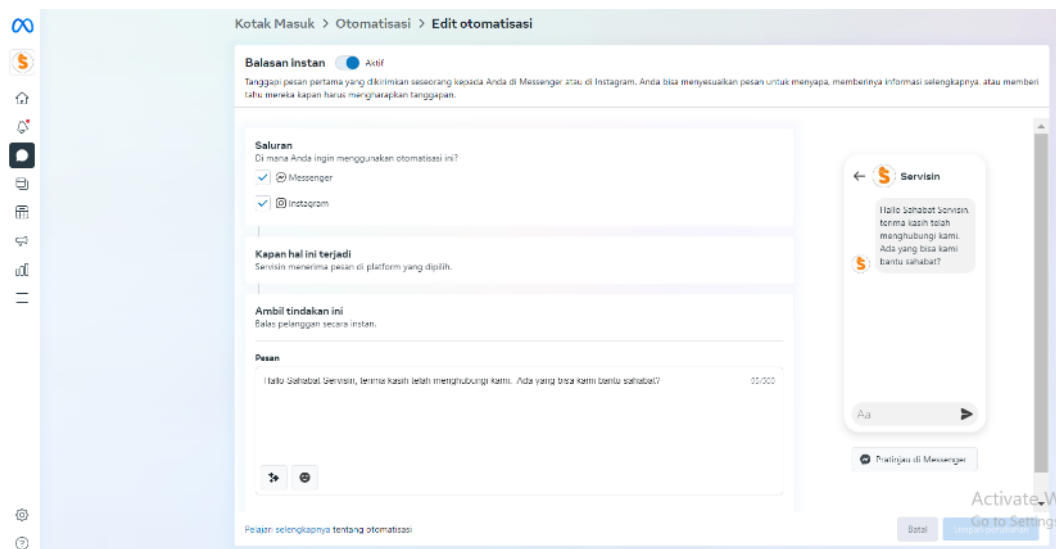 Kotak Masuk > Otomatisasi > Edit otomatisasi
Balasan instan Aktif
Tanggapi pesan pertama yang dikirimkan seseorang kepada Anda di Messenger atau di Instagram. Anda bisa menyesuaikan pesan untuk menyapa, memberinya informasi selengkapnya, atau memberi
tahu mereka kapan harus mengharapkan tanggapan.
Saluran
Di mana Anda ingin menggunakan otomatisasi ini?
Messenger
Instagram
Kapan hal ini terjadi
Servisin menerima pesan di platform yang dipilih.
Ambil tindakan ini
Balas pelanggan secara instan.
Pesan
Hallo Sahabat Servisin, terima kasih telah menghubungi kami. Ada yang bisa kami bantu sahabat?
95/500
Servisin
Hallo Sahabat Servisin,
terima kasih telah
menghubungi kami.
Ada yang bisa kami
bantu sahabat?
Aa
Pratinjau di Messenger
Pelajari selengkapnya tentang otomatisasi
Batal
Simpan perubahan
Activate W
Go to Settings